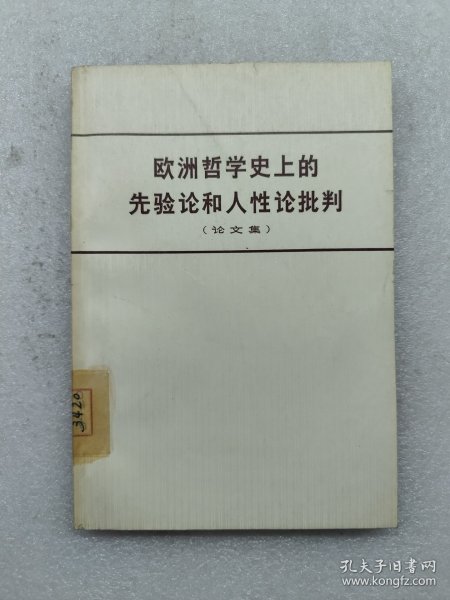 欧洲哲学史上的
先验论和人性论批判
（论文集）
3420
孔夫子旧书网
www.kongfz.com